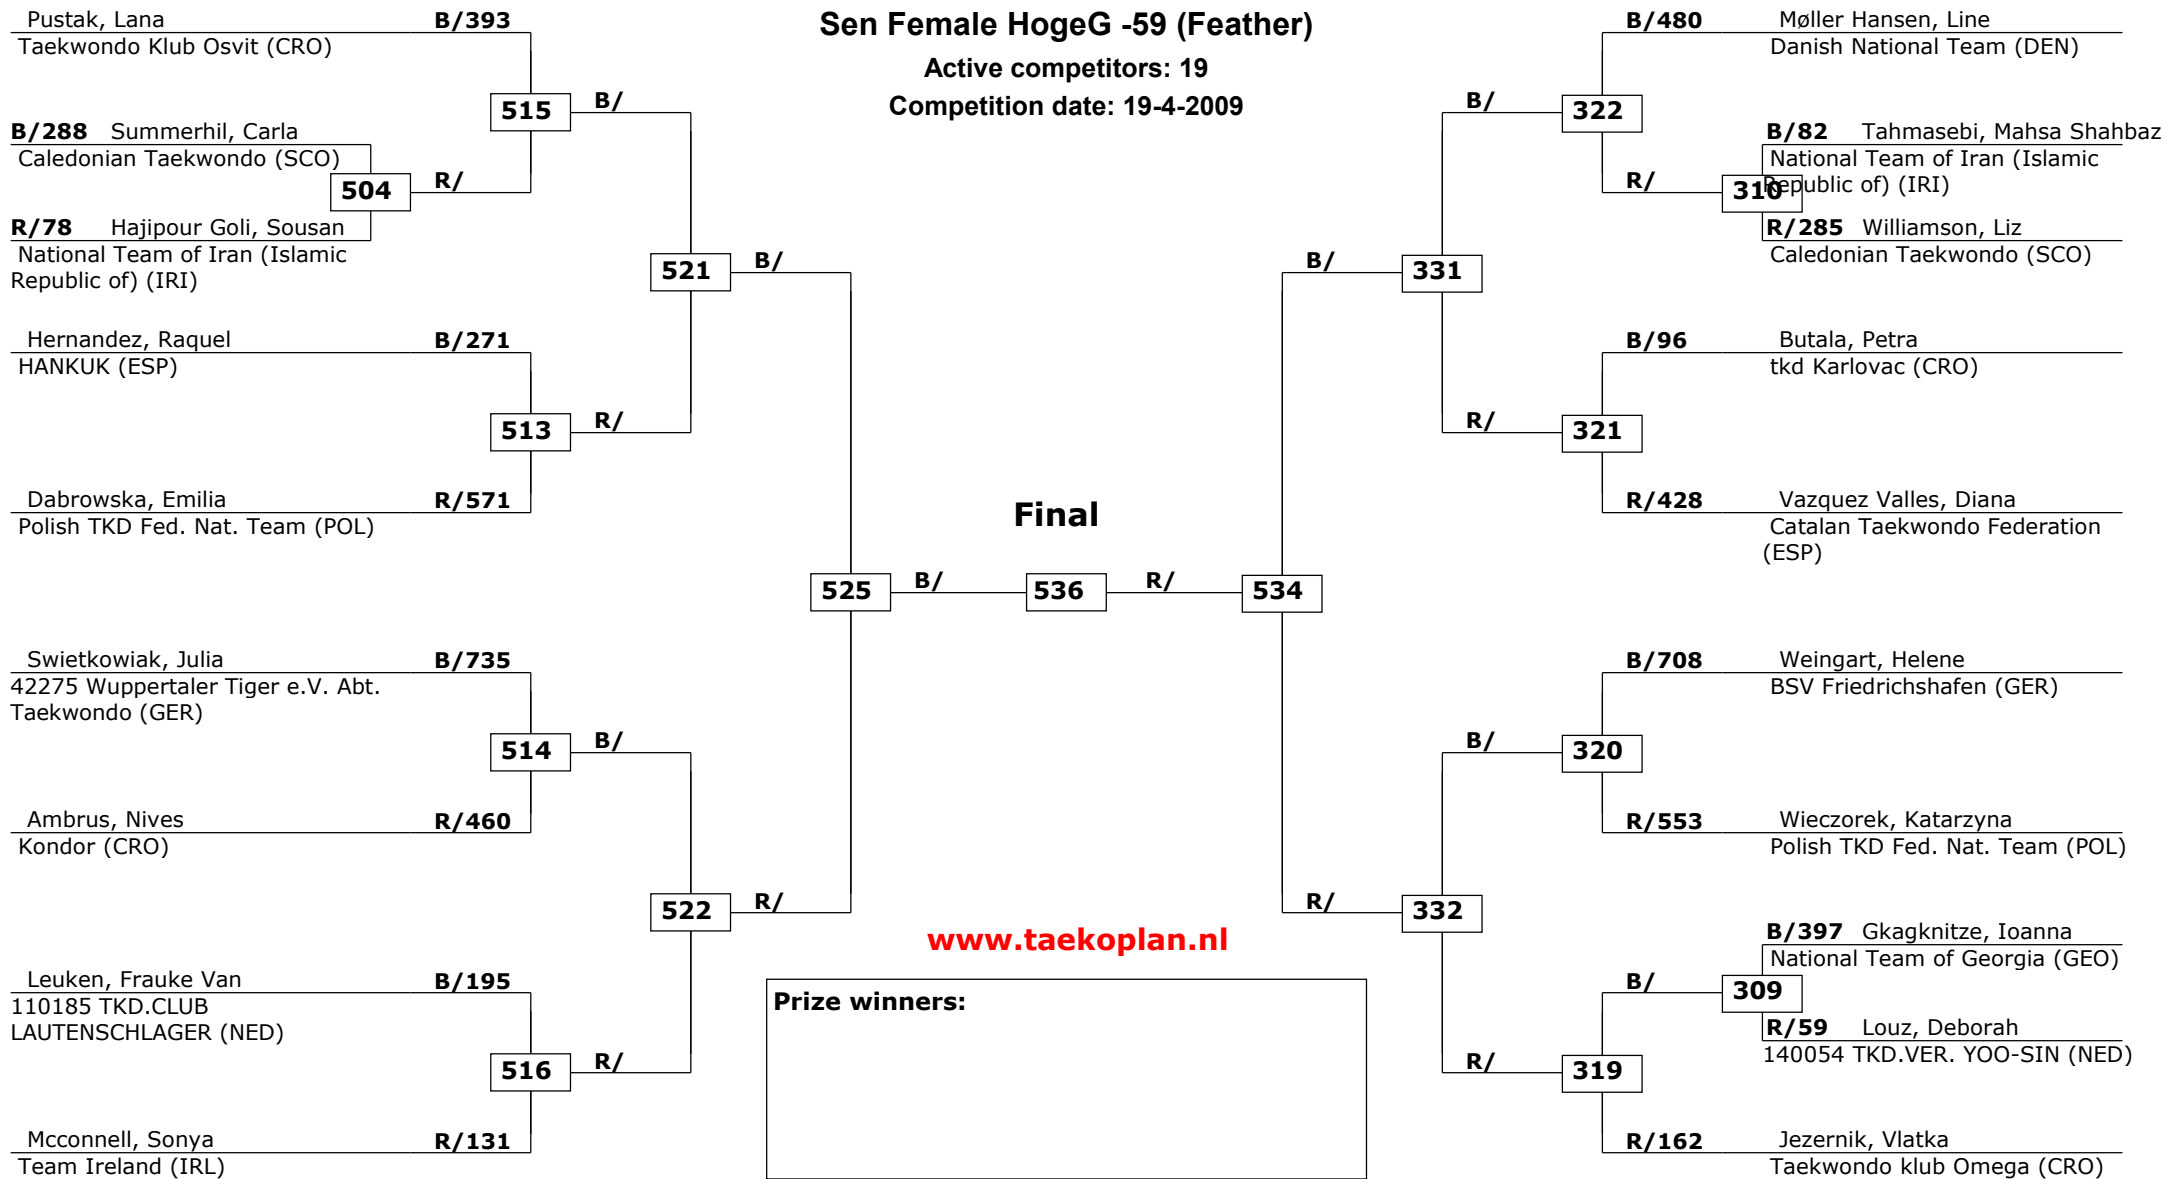 Sen Female HogeG -59 (Feather)
Active competitors: 19
Competition date: 19-4-2009
Pustak, Lana B/393
Taekwondo Klub Osvit (CRO)
515 B/
B/288 Summerhil, Carla
Caledonian Taekwondo (SCO)
504 R/
R/78 Hajipour Goli, Sousan
National Team of Iran (Islamic
Republic of) (IRI)
521 B/
Hernandez, Raquel B/271
HANKUK (ESP)
513 R/
Dabrowska, Emilia R/571
Polish TKD Fed. Nat. Team (POL)
Final
525 B/ 536 R/ 534
Swietkowiak, Julia B/735
42275 Wuppertaler Tiger e.V. Abt.
Taekwondo (GER)
514 B/
Ambrus, Nives R/460
Kondor (CRO)
522 R/
Leuken, Frauke Van B/195
110185 TKD.CLUB
LAUTENSCHLAGER (NED)
516 R/
Mcconnell, Sonya R/131
Team Ireland (IRL)
B/480 Møller Hansen, Line
Danish National Team (DEN)
B/ 322
B/82 Tahmasebi, Mahsa Shahbaz
National Team of Iran (Islamic
Republic of) (IRI)
R/ 310
R/285 Williamson, Liz
Caledonian Taekwondo (SCO)
B/ 331
B/96 Butala, Petra
tkd Karlovac (CRO)
R/ 321
R/428 Vazquez Valles, Diana
Catalan Taekwondo Federation
(ESP)
B/708 Weingart, Helene
BSV Friedrichshafen (GER)
B/ 320
R/553 Wieczorek, Katarzyna
Polish TKD Fed. Nat. Team (POL)
R/ 332
B/397 Gkagknitze, Ioanna
National Team of Georgia (GEO)
B/ 309
R/59 Louz, Deborah
140054 TKD.VER. YOO-SIN (NED)
R/ 319
R/162 Jezernik, Vlatka
Taekwondo klub Omega (CRO)
www.taekoplan.nl
Prize winners: